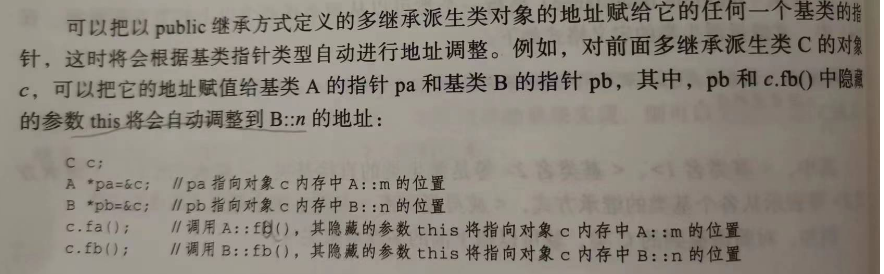 可以把以 public 继承方式定义的多继承派生类对象的地址赋给它的任何一个基类的指
针，这时将会根据基类指针类型自动进行地址调整。例如，对前面多继承派生类 C 的对象
c，可以把它的地址赋值给基类 A 的指针 pa 和基类 B 的指针 pb，其中，pb 和 c.fb() 中隐藏
的参数 this 将会自动调整到 B::n 的地址：
C c;
A *pa=&c; //pa 指向对象 c 内存中 A::m 的位置
B *pb=&c; //pb 指向对象 c 内存中 B::n 的位置
c.fa(); //调用 A::f(), 其隐藏的参数 this 将指向对象 c 内存中 A::m 的位置
c.fb(); //调用 B::fb(), 其隐藏的参数 this 将指向对象 c 内存中 B::n 的位置